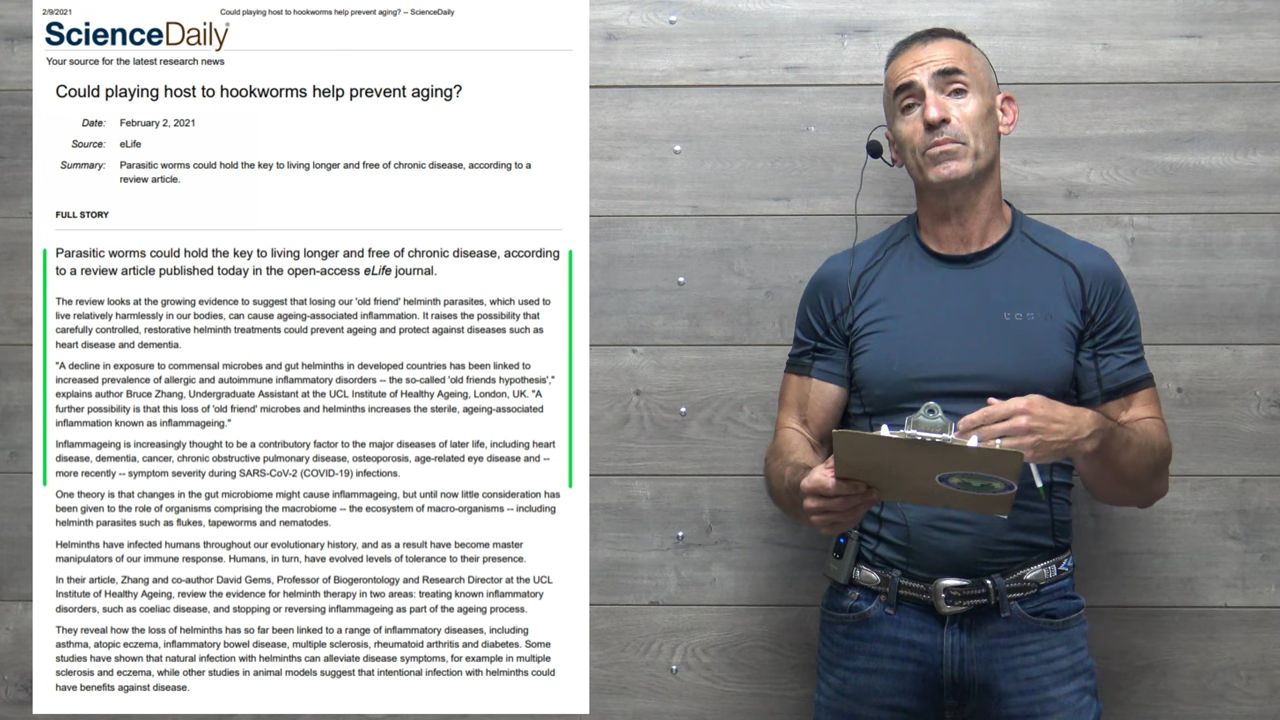 2/9/2021 Could playing host to hookworms help prevent aging? -- ScienceDaily
ScienceDaily®
Your source for the latest research news
Could playing host to hookworms help prevent aging?
Date: February 2, 2021
Source: eLife
Summary: Parasitic worms could hold the key to living longer and free of chronic disease, according to a
review article.
FULL STORY
Parasitic worms could hold the key to living longer and free of chronic disease, according
to a review article published today in the open-access eLife journal.
The review looks at the growing evidence to suggest that losing our 'old friend' helminth parasites, which used to
live relatively harmlessly in our bodies, can cause ageing-associated inflammation. It raises the possibility that
carefully controlled, restorative helminth treatments could prevent ageing and protect against diseases such as
heart disease and dementia.
"A decline in exposure to commensal microbes and gut helminths in developed countries has been linked to
increased prevalence of allergic and autoimmune inflammatory disorders -- the so-called 'old friends hypothesis',"
explains author Bruce Zhang, Undergraduate Assistant at the UCL Institute of Healthy Ageing, London, UK. "A
further possibility is that this loss of 'old friend' microbes and helminths increases the sterile, ageing-associated
inflammation known as inflammageing."
Inflammageing is increasingly thought to be a contributory factor to the major diseases of later life, including heart
disease, dementia, cancer, chronic obstructive pulmonary disease, osteoporosis, age-related eye disease and --
more recently -- symptom severity during SARS-CoV-2 (COVID-19) infections.
One theory is that changes in the gut microbiome might cause inflammageing, but until now little consideration has
been given to the role of organisms comprising the macrobiome -- the ecosystem of macro-organisms -- including
helminth parasites such as flukes, tapeworms and nematodes.
Helminths have infected humans throughout our evolutionary history, and as a result have become master
manipulators of our immune response. Humans, in turn, have evolved levels of tolerance to their presence.
In their article, Zhang and co-author David Gems, Professor of Biogerontology and Research Director at the UCL
Institute of Healthy Ageing, review the evidence for helminth therapy in two areas: treating known inflammatory
disorders, such as coeliac disease, and stopping or reversing inflammageing as part of the ageing process.
They reveal how the loss of helminths has so far been linked to a range of inflammatory diseases, including
asthma, atopic eczema, inflammatory bowel disease, multiple sclerosis, rheumatoid arthritis and diabetes. Some
studies have shown that natural infection with helminths can alleviate disease symptoms, for example in multiple
sclerosis and eczema, while other studies in animal models suggest that intentional infection with helminths could
have benefits against disease.